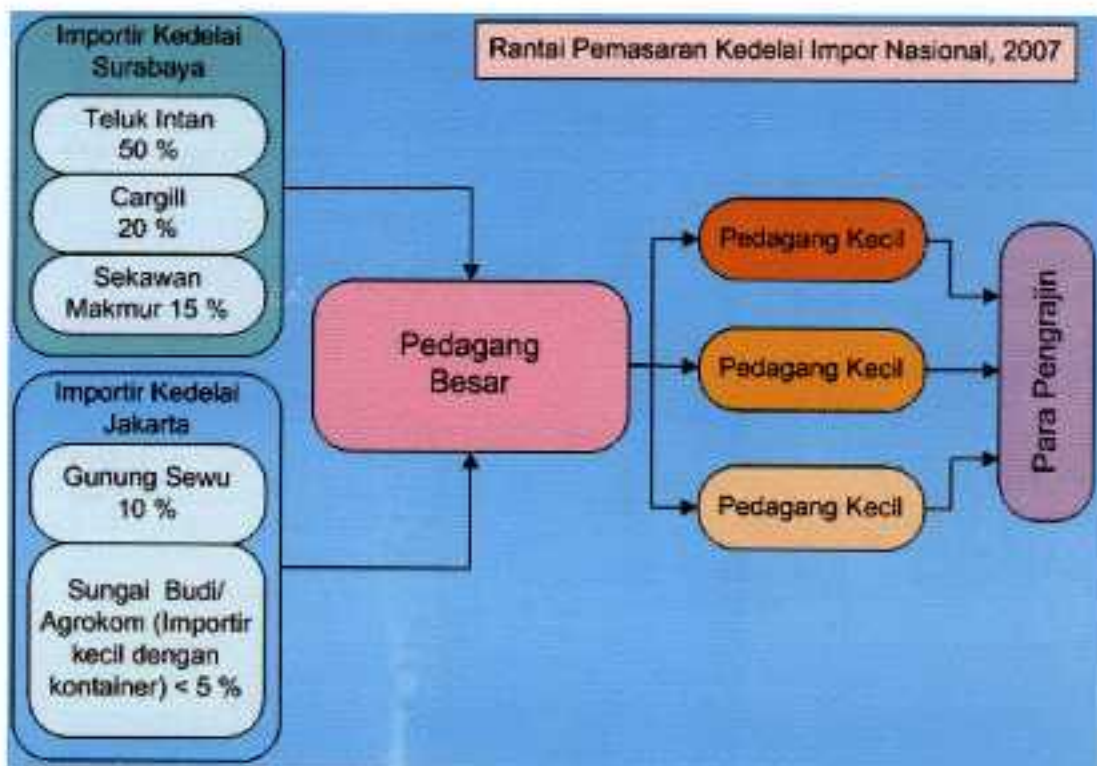 Importir Kedelai
Surabaya
Teluk Intan
50 %
Cargill
20 %
Sekawan
Makmur 15 %
Importir Kedelai
Jakarta
Gunung Sewu
10 %
Sungai Budi/
Agrokom (Importir
kecil dengan
kontainer) < 5 %
Rantai Pemasaran Kedelai Impor Nasional, 2007
Pedagang
Besar
Pedagang Kecil
Pedagang Kecil
Pedagang Kecil
Para Pengrajin